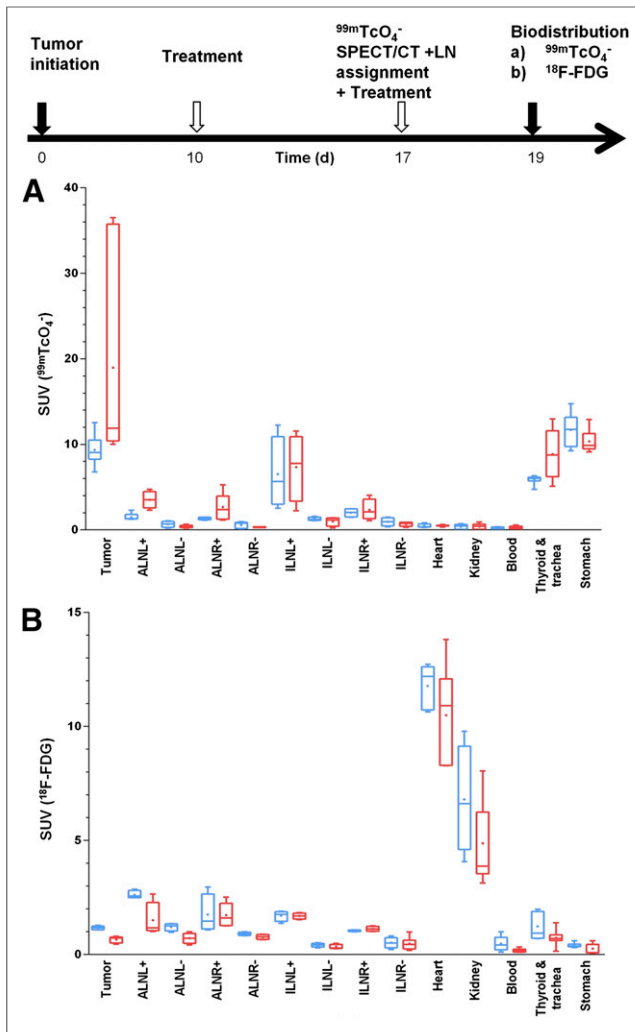 Tumor initiation
Treatment
99mTcO4-
SPECT/CT +LN
assignment
+ Treatment
Biodistribution
a) 99mTcO4-
b) 18F-FDG
0
10
Time (d)
17
19
A
SUV (99mTcO4-)
40
30
20
10
0
Tumor
ALNL+
ALNL-
ALNR+
ALNR-
ILNL+
ILNL-
ILNR+
ILNR-
Heart
Kidney
Blood
Thyroid &
trachea
Stomach
B
SUV (18F-FDG)
15
10
5
0
Tumor
ALNL+
ALNL-
ALNR+
ALNR-
ILNL+
ILNL-
ILNR+
ILNR-
Heart
Kidney
Blood
Thyroid &
trachea
Stomach